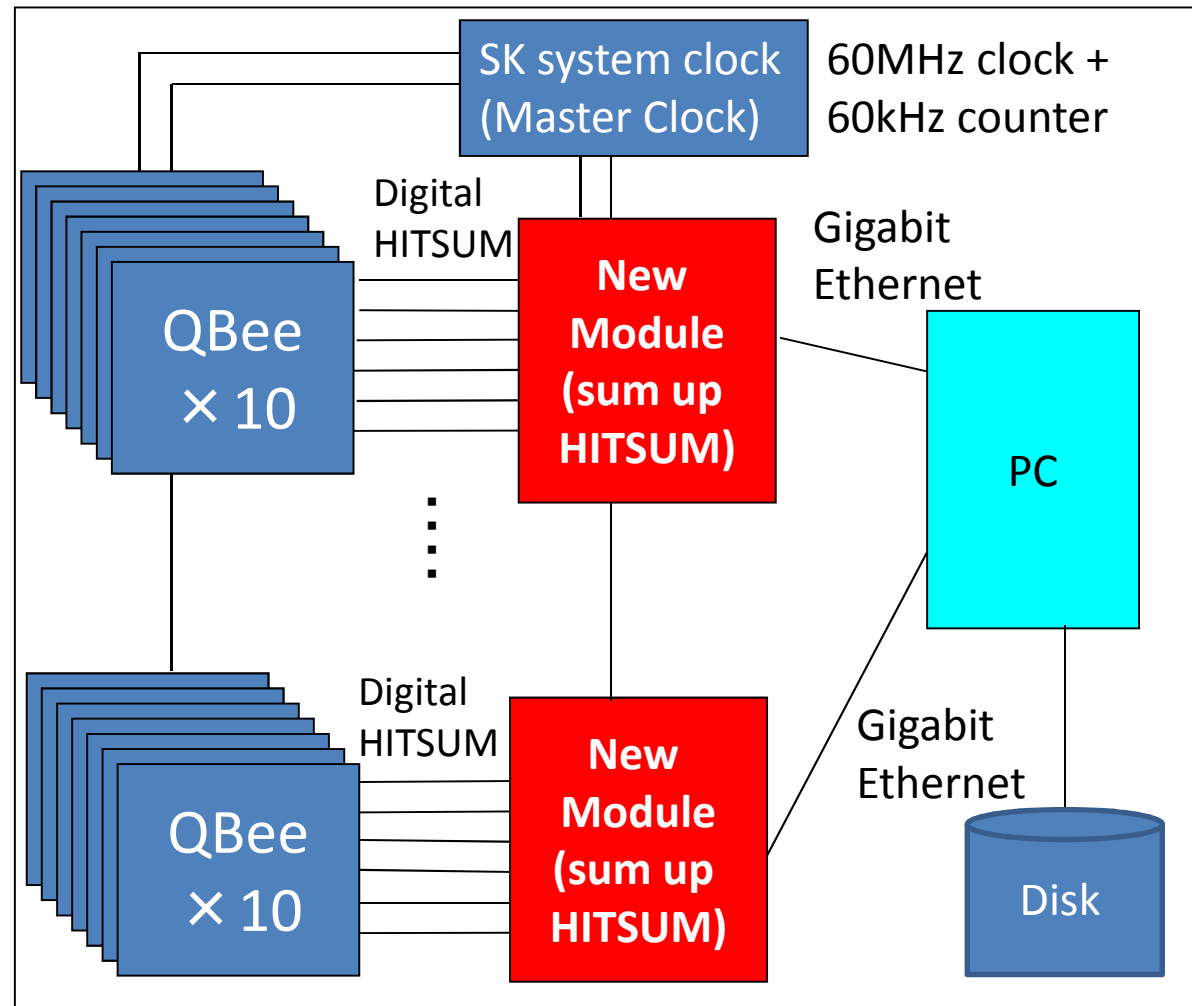 SK system clock
(Master Clock)
60MHz clock +
60kHz counter
Digital
HITSUM
QBee
×10
New
Module
(sum up
HITSUM)
Gigabit
Ethernet
PC
Digital
HITSUM
QBee
×10
New
Module
(sum up
HITSUM)
Gigabit
Ethernet
Disk